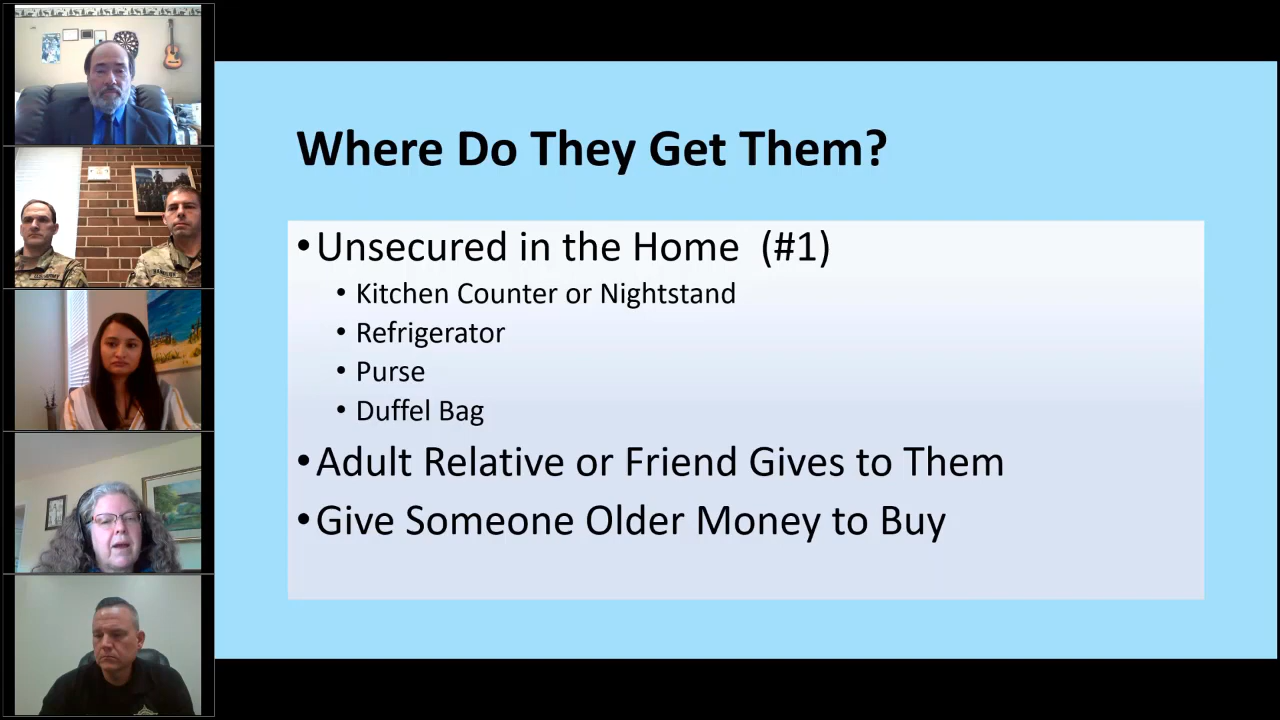 Where Do They Get Them?
•Unsecured in the Home (#1)
• Kitchen Counter or Nightstand
• Refrigerator
• Purse
• Duffel Bag
•Adult Relative or Friend Gives to Them
•Give Someone Older Money to Buy